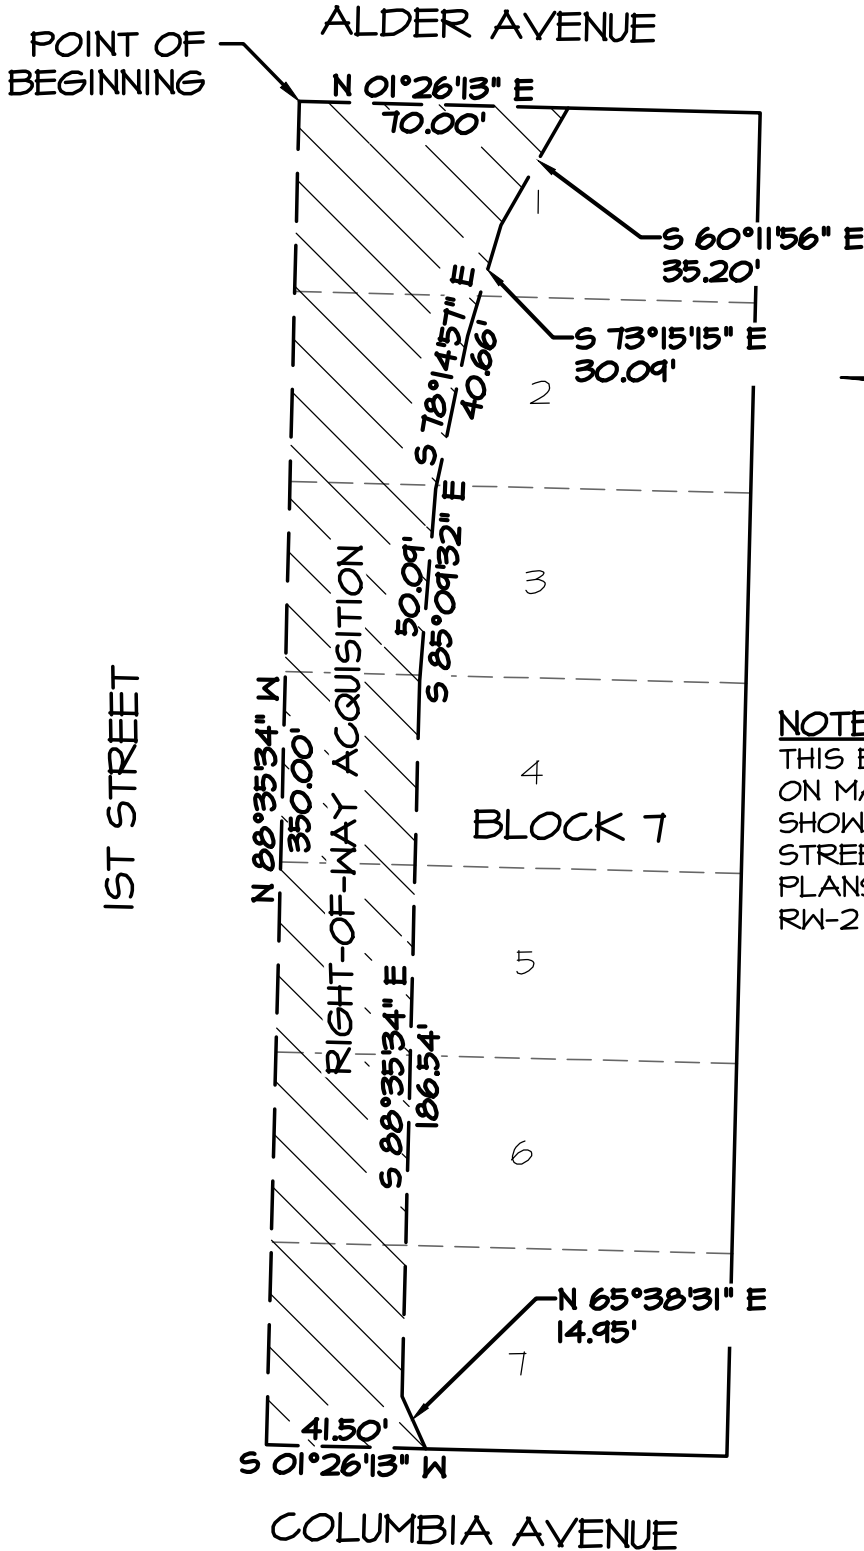 ALDER AVENUE
POINT OF
BEGINNING
N 01°26'13" E
70.00'
1
S 60°11'56" E
35.20'
S 73°15'15" E
30.09'
S 78°14'57" E
40.66'
2
50.09'
S 85°09'32" E
3
RIGHT-OF-WAY ACQUISITION
1ST STREET
N 88°35'34" W
350.00'
4
BLOCK 7
NOTE
THIS E
ON MA
SHOW
STREE
PLANS
RW-2
5
S 88°35'34" E
186.54'
6
N 65°38'31" E
14.95'
7
41.50'
S 01°26'13" W
COLUMBIA AVENUE